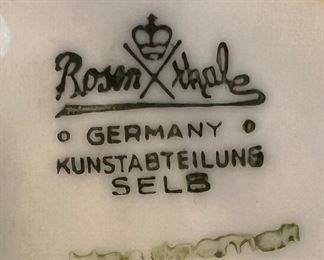 Rosenthal
GERMANY
KUNSTABTEILUNG
SELB